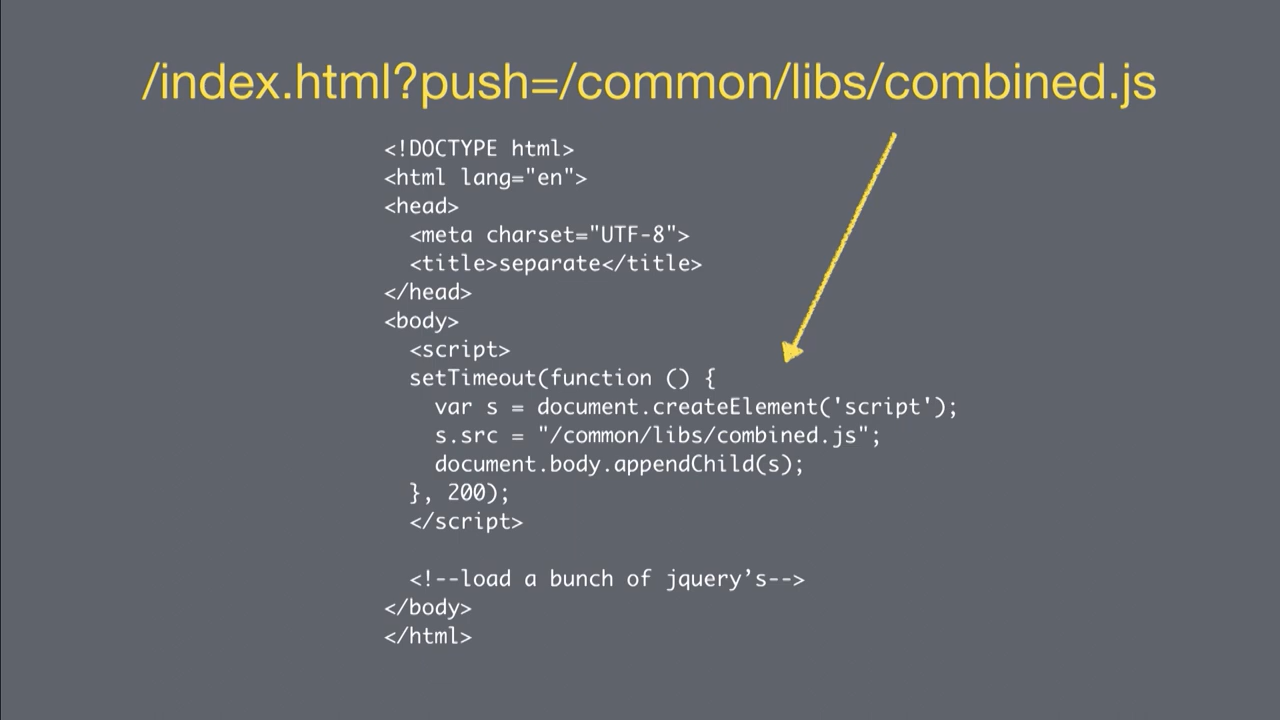 /index.html?push=/common/libs/combined.js
<!DOCTYPE html>
<html lang="en">
<head>
  <meta charset="UTF-8">
  <title>separate</title>
</head>
<body>
  <script>
  setTimeout(function () {
    var s = document.createElement('script');
    s.src = "/common/libs/combined.js";
    document.body.appendChild(s);
  }, 200);
  </script>

  <!--load a bunch of jquery’s-->
</body>
</html>